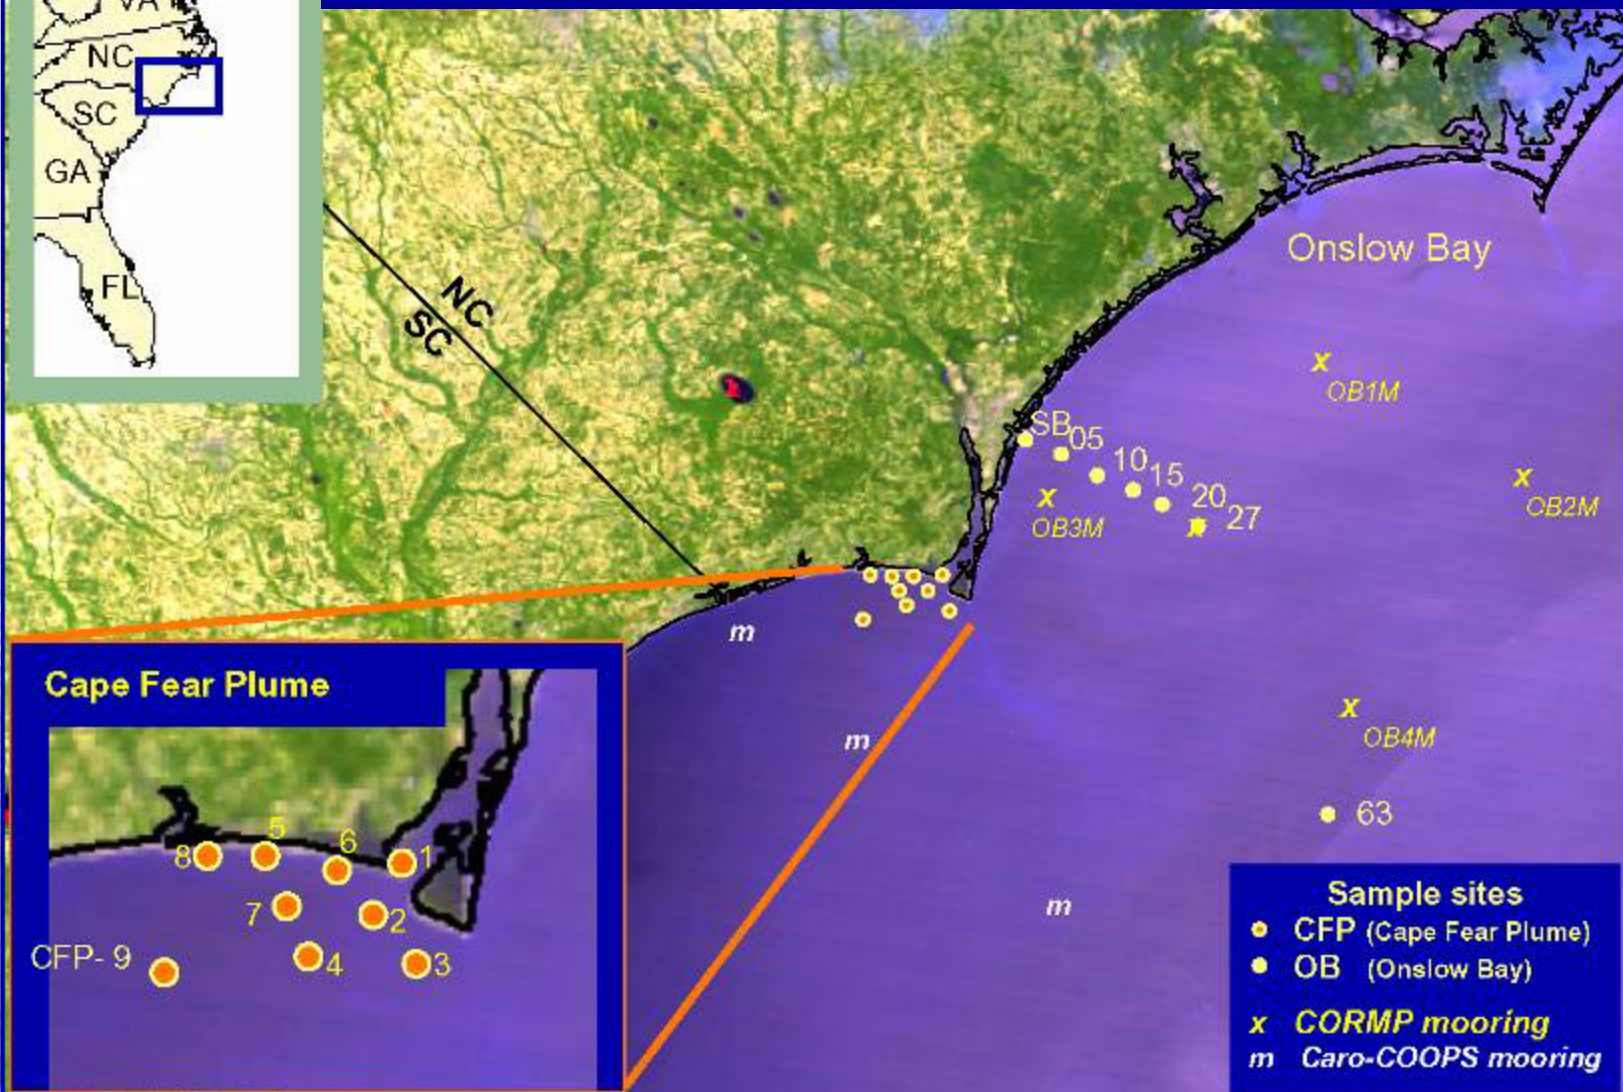 VA
NC
SC
GA
FL
NC
SC
Onslow Bay
x
OB1M
SB
05
10
15
20
27
x
OB3M
x
OB2M
x
m
m
x
OB4M
63
m
Cape Fear Plume
5
6
8
1
7
2
CFP- 9
4
3
Sample sites
CFP (Cape Fear Plume)
OB (Onslow Bay)
x CORMP mooring
m Caro-COOPS mooring